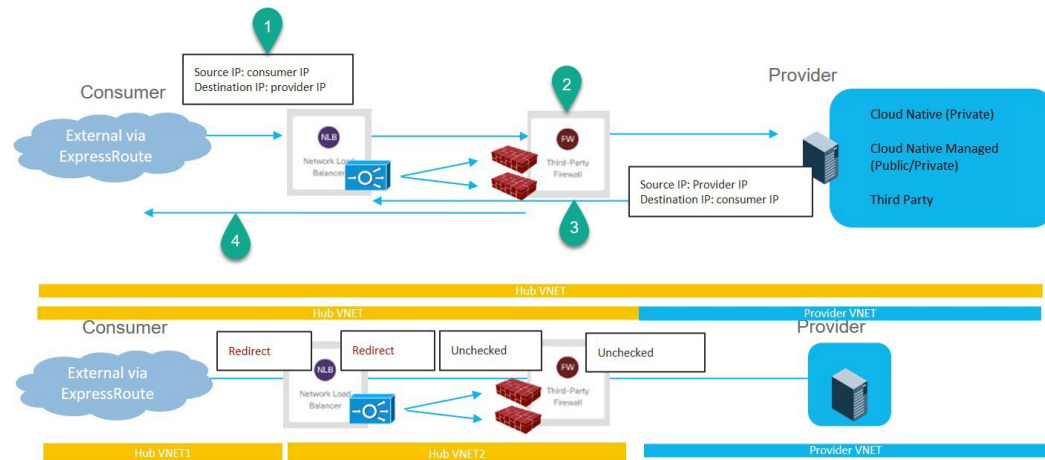 1
Source IP: consumer IP
Destination IP: provider IP
Consumer
External via
ExpressRoute
NLB
Network Load
Balancer
2
FW
Third-Party
Firewall
Provider
Cloud Native (Private)
Cloud Native Managed
(Public/Private)
Third Party
Source IP: Provider IP
Destination IP: consumer IP
3
4
Hub VNET
Hub VNET
Provider VNET
Consumer
Provider
External via
ExpressRoute
Redirect
Redirect
Unchecked
Unchecked
NLB
Network Load
Balancer
FW
Third-Party
Firewall
Hub VNET1
Hub VNET2
Provider VNET